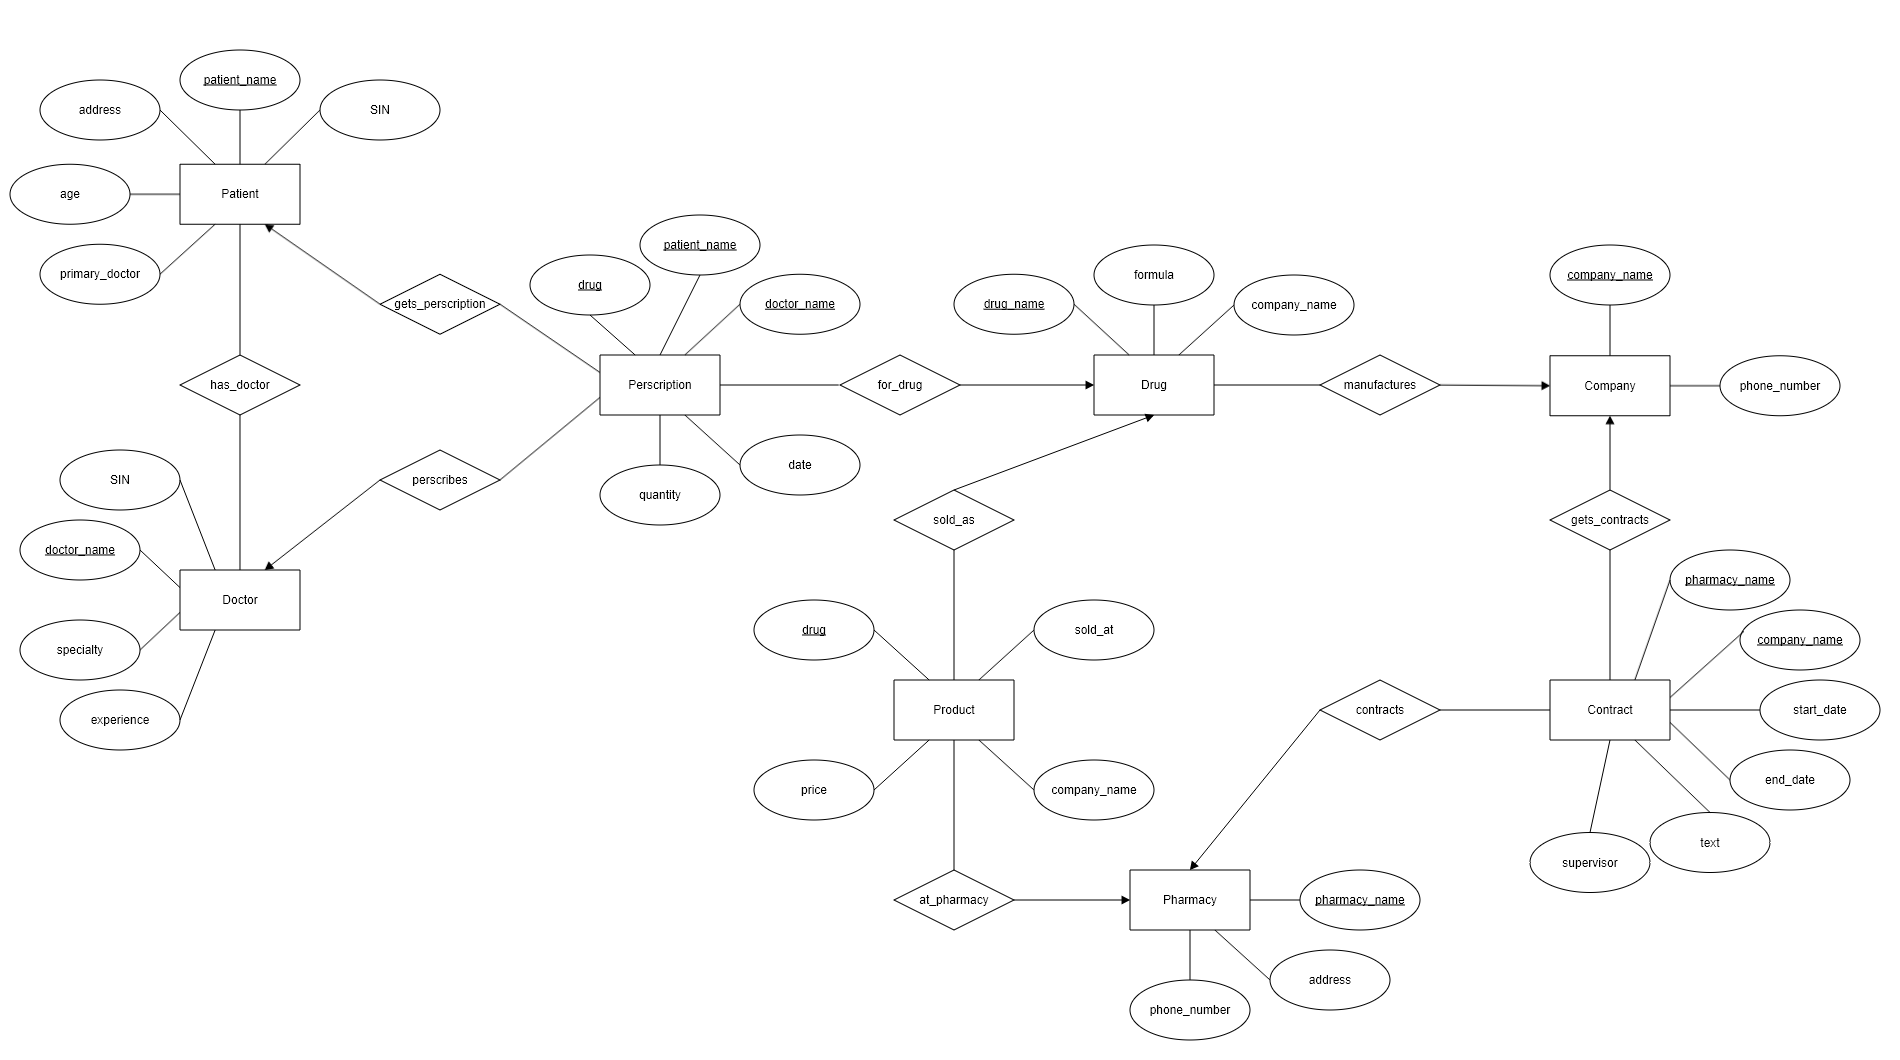 patient_name
address
SIN
age
Patient
primary_doctor
gets_perscription
has_doctor
SIN
doctor_name
Doctor
specialty
experience
perscribes
patient_name
drug
doctor_name
Perscription
date
quantity
for_drug
formula
drug_name
company_name
Drug
manufactures
company_name
Company
phone_number
sold_as
gets_contracts
drug
sold_at
Product
price
company_name
at_pharmacy
contracts
pharmacy_name
company_name
Contract
start_date
end_date
text
supervisor
Pharmacy
pharmacy_name
address
phone_number